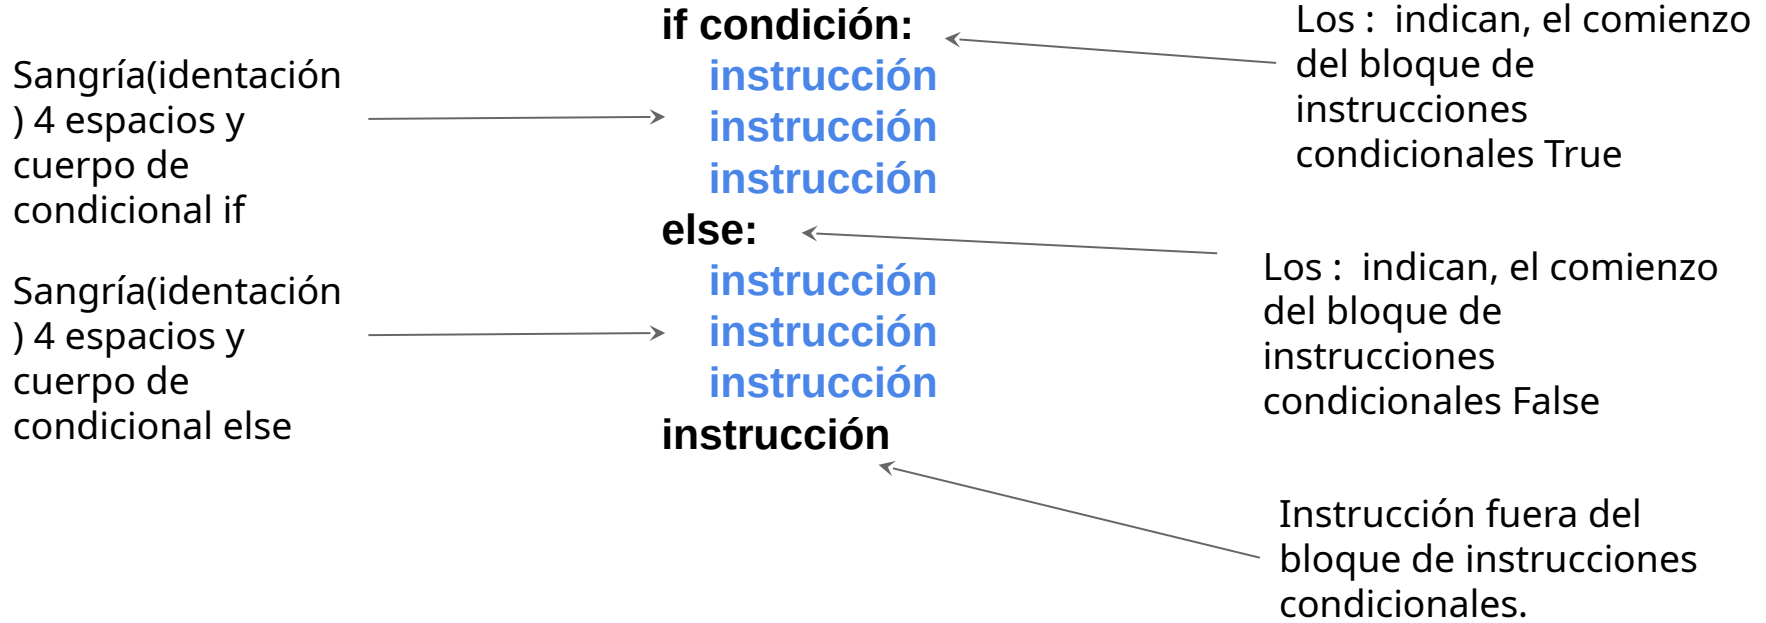 Sangría(identación
) 4 espacios y
cuerpo de
condicional if
Sangría(identación
) 4 espacios y
cuerpo de
condicional else
if condición:
instrucción
instrucción
instrucción
else:
instrucción
instrucción
instrucción
instrucción
Los :  indican, el comienzo
del bloque de
instrucciones
condicionales True
Los :  indican, el comienzo
del bloque de
instrucciones
condicionales False
Instrucción fuera del
bloque de instrucciones
condicionales.